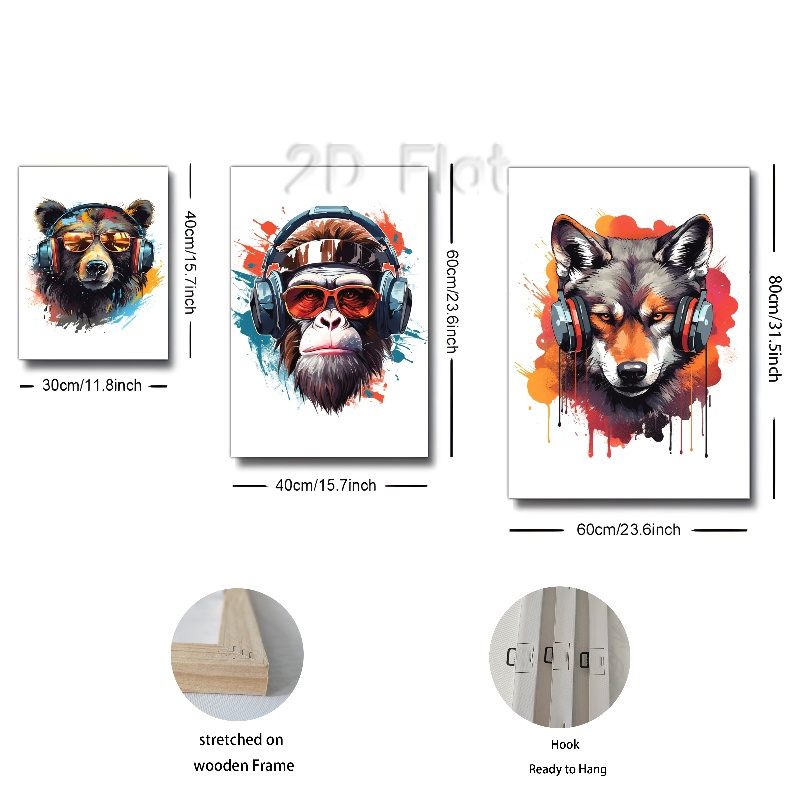 2D Flat
40cm/15.7inch
30cm/11.8inch
60cm/23.6inch
40cm/15.7inch
80cm/31.5inch
60cm/23.6inch
stretched on
wooden Frame
Hook
Ready to Hang